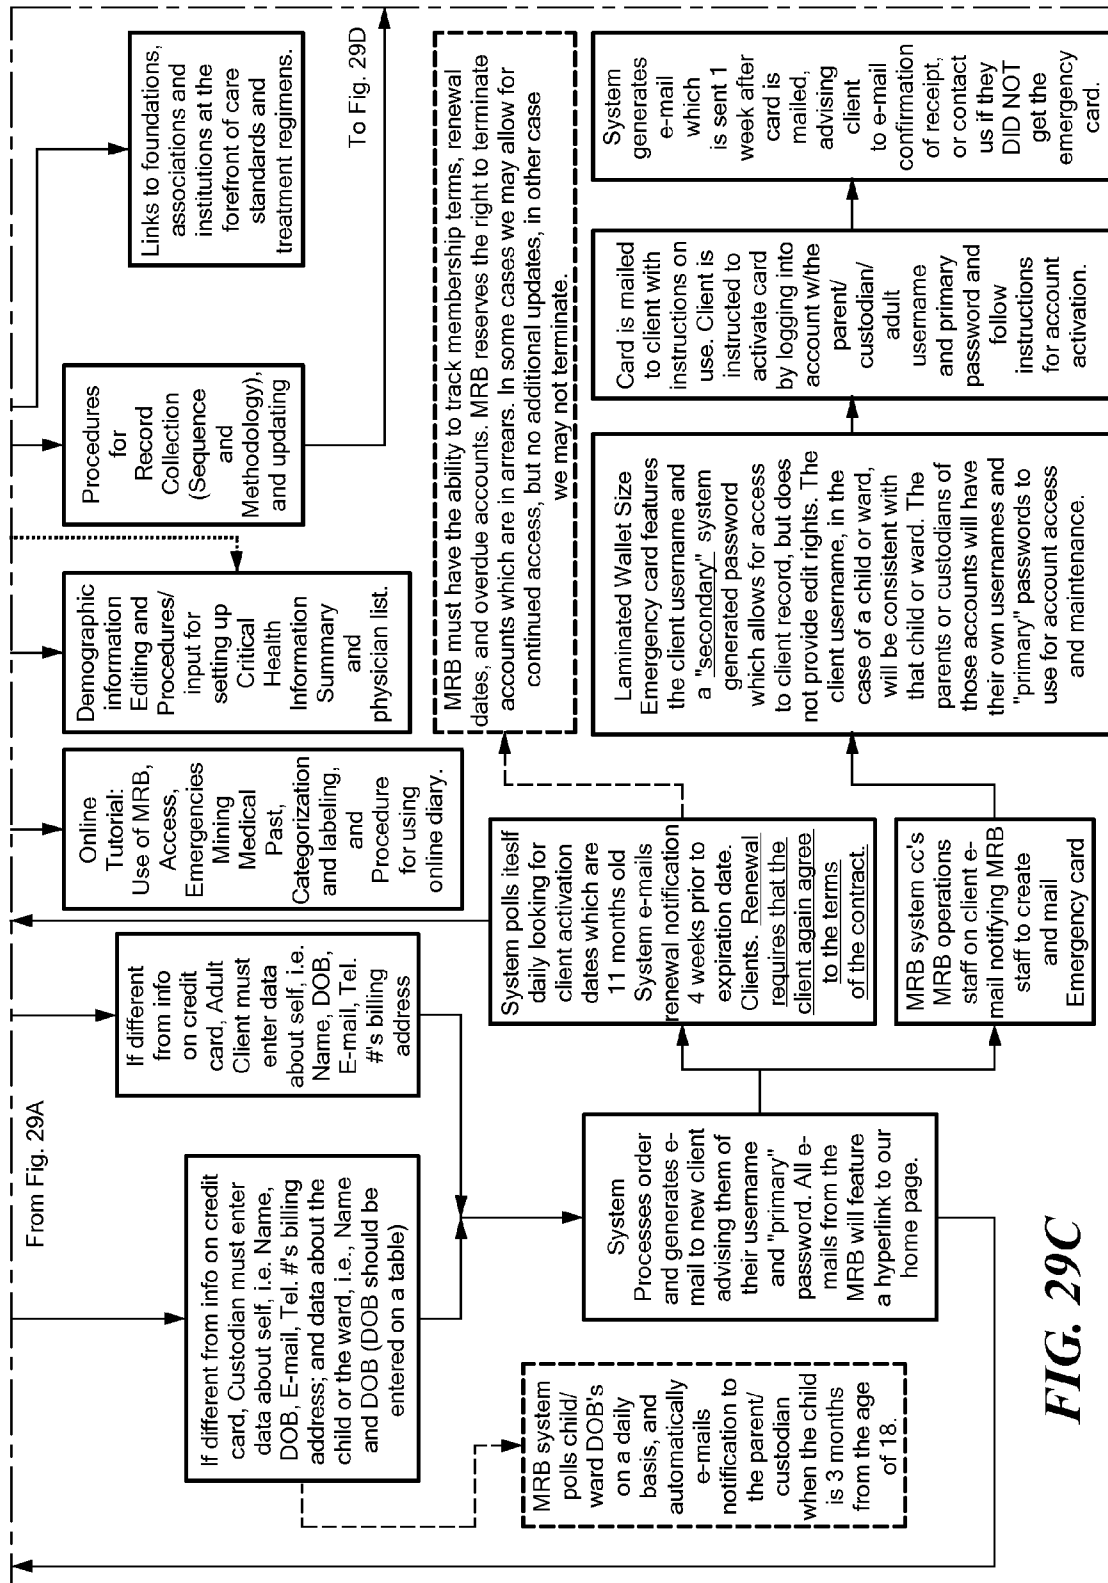 From Fig. 29A
If different from info on credit
card, Custodian must enter
data about self, i.e. Name,
DOB, E-mail, Tel. #'s billing
address; and data about the
child or the ward, i.e., Name
and DOB (DOB should be
entered on a table)
If different
from info
on credit
card, Adult
Client must
enter data
about self, i.e.
Name, DOB,
E-mail, Tel.
#'s billing
address
Online
Tutorial:
Use of MRB,
Access,
Emergencies
Mining
Medical
Past,
Categorization
and labeling,
and
Procedure
for using
online diary.
Demographic
information
Editing and
Procedures/
input for
setting up
Critical
Health
Information
Summary
and
physician list.
Procedures
for
Record
Collection
(Sequence
and
Methodology),
and updating
Links to foundations,
associations and
institutions at the
forefront of care
standards and
treatment regimens.
To Fig. 29D
MRB system
polls child/
ward DOB's
on a daily
basis, and
automatically
e-mails
notification to
the parent/
custodian
when the child
is 3 months
from the age
of 18.
System
Processes order
and generates e-
mail to new client
advising them of
their username
and "primary"
password. All e-
mails from the
MRB will feature
a hyperlink to our
home page.
System polls iteslf
daily looking for
client activation
dates which are
11 months old
System e-mails
renewal notification
4 weeks prior to
expiration date.
Clients. Renewal
requires that the
client again agree
to the terms
of the contract.
MRB must have the ability to track membership terms, renewal
dates, and overdue accounts. MRB reserves the right to terminate
accounts which are in arrears. In some cases we may allow for
continued access, but no additional updates, in other case
we may not terminate.
MRB system cc's
MRB operations
staff on client e-
mail notifying MRB
staff to create
and mail
Emergency card
Laminated Wallet Size
Emergency card features
the client username and
a "secondary" system
generated password
which allows for access
to client record, but does
not provide edit rights. The
client username, in the
case of a child or ward,
will be consistent with
that child or ward. The
parents or custodians of
those accounts will have
their own usernames and
"primary" passwords to
use for account access
and maintenance.
Card is mailed
to client with
instructions on
use. Client is
instructed to
activate card
by logging into
account w/the
parent/
custodian/
adult
username
and primary
password and
follow
instructions
for account
activation.
System
generates
e-mail
which
is sent 1
week after
card is
mailed,
advising
client
to e-mail
confirmation
of receipt,
or contact
us if they
DID NOT
get the
emergency
card.
FIG. 29C